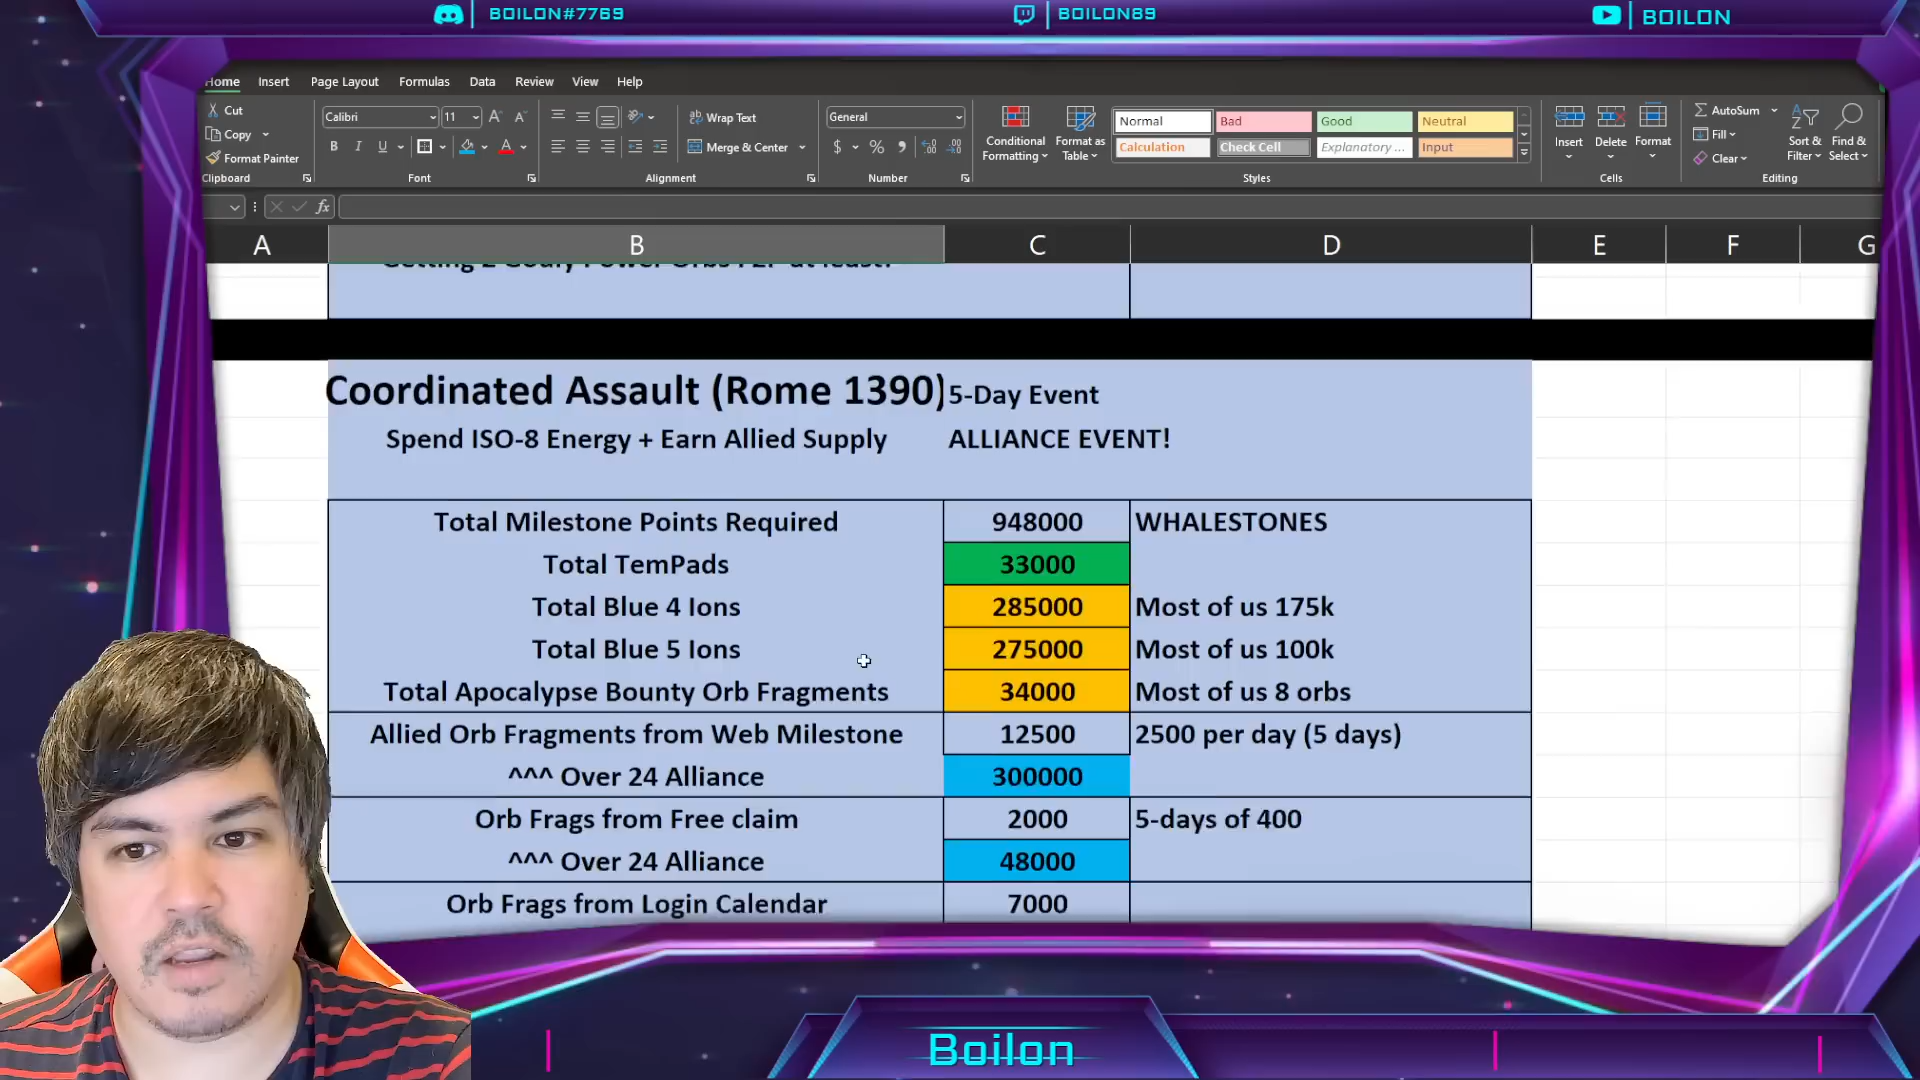 BOILON#7769
BOILON89
BOILON
Home Insert Page Layout Formulas Data Review View Help
Cut
Copy
Format Painter
Clipboard
Calibri 11
B I U
Font
Wrap Text
Merge & Center
Alignment
General
$ %
Number
Conditional Formatting
Format as Table
Normal Bad Good Neutral
Calculation Check Cell Explanatory ... Input
Styles
Insert Delete Format
Cells
AutoSum
Fill
Clear
Sort & Filter
Find & Select
Editing
fx
A B C D E F G
Coordinated Assault (Rome 1390) 5-Day Event
Spend ISO-8 Energy + Earn Allied Supply ALLIANCE EVENT!
Total Milestone Points Required 948000 WHALESTONES
Total TemPads 33000
Total Blue 4 Ions 285000 Most of us 175k
Total Blue 5 Ions 275000 Most of us 100k
Total Apocalypse Bounty Orb Fragments 34000 Most of us 8 orbs
Allied Orb Fragments from Web Milestone 12500 2500 per day (5 days)
^^^ Over 24 Alliance 300000
Orb Frags from Free claim 2000 5-days of 400
^^^ Over 24 Alliance 48000
Orb Frags from Login Calendar 7000
Boilon